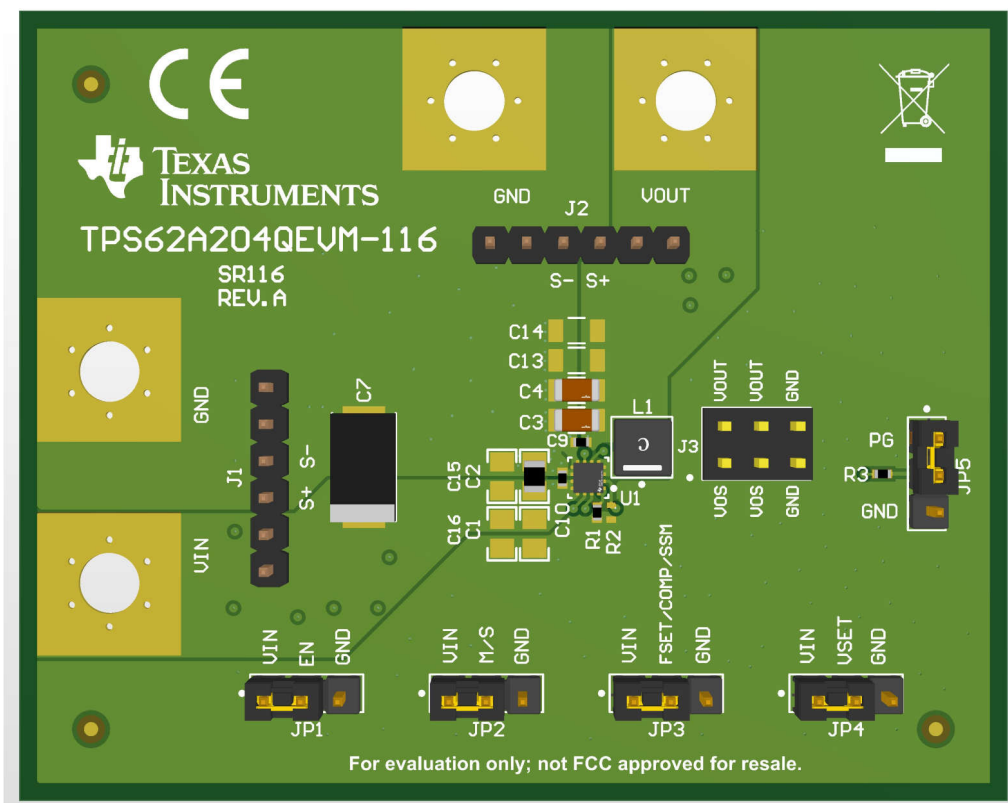 CE
TEXAS
INSTRUMENTS
TPS62A204QEVM-116
SR116
REV.A
GND
J2
VOUT
S- S+
C14
C13
C4
C3
C9
L1
C
J3
VOUT
VOUT
GND
VOS
VOS
GND
PG
R3
GND
JP5
GND
VIN
J1
S-
S+
C7
C15
C2
C16
C1
C10
U1
R1
R2
VIN
EN
GND
JP1
VIN
M/S
GND
JP2
VIN
FSET/COMP/SSM
GND
JP3
VIN
VSET
GND
JP4
For evaluation only; not FCC approved for resale.